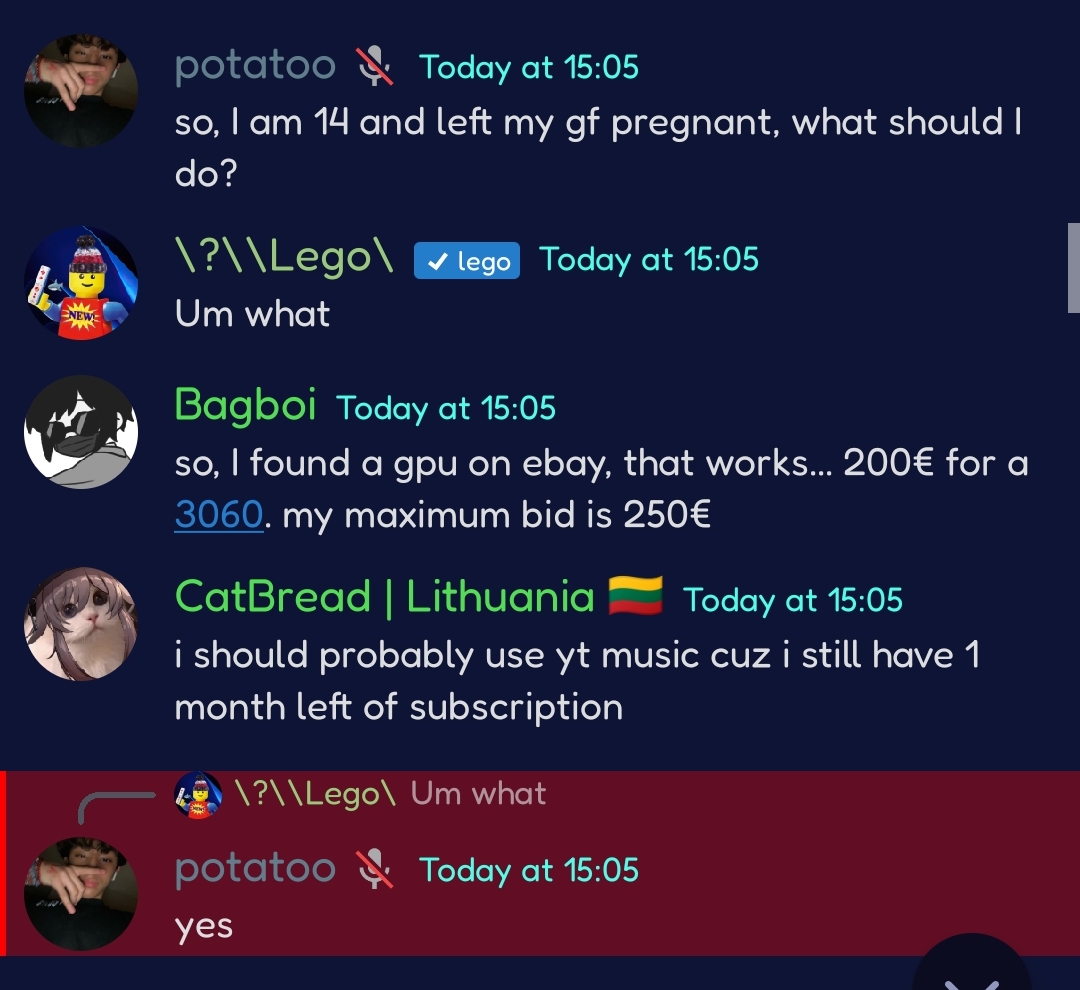 potatoo Today at 15:05
so, I am 14 and left my gf pregnant, what should I
do?
\?\\Lego\ ✓ lego Today at 15:05
NEW!
Um what
Bagboi Today at 15:05
so, I found a gpu on ebay, that works... 200€ for a
3060. my maximum bid is 250€
CatBread | Lithuania 🇱🇹 Today at 15:05
i should probably use yt music cuz i still have 1
month left of subscription
\?\\Lego\ Um what
potatoo Today at 15:05
yes